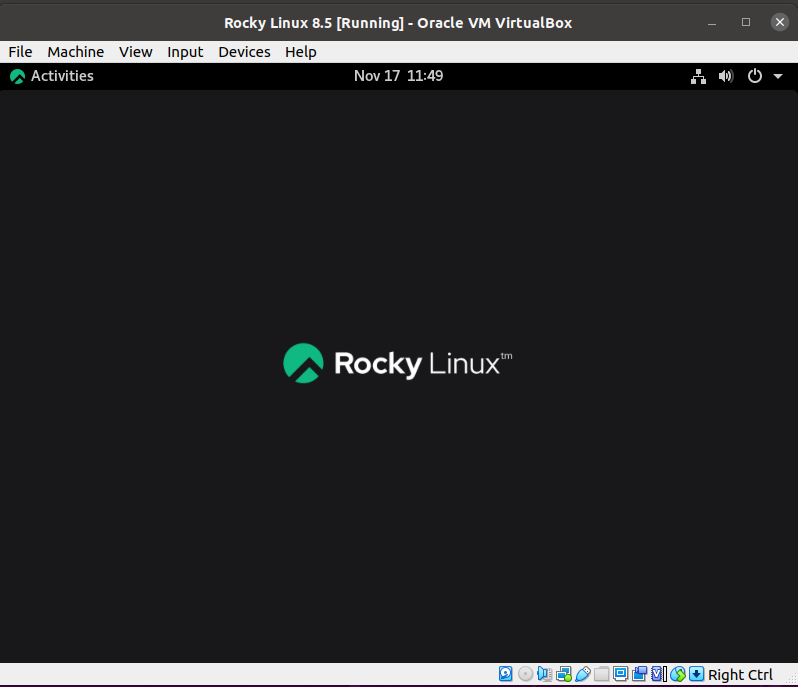 Rocky Linux 8.5 [Running] - Oracle VM VirtualBox
File Machine View Input Devices Help
Activities Nov 17 11:49
Rocky Linux™
Right Ctrl